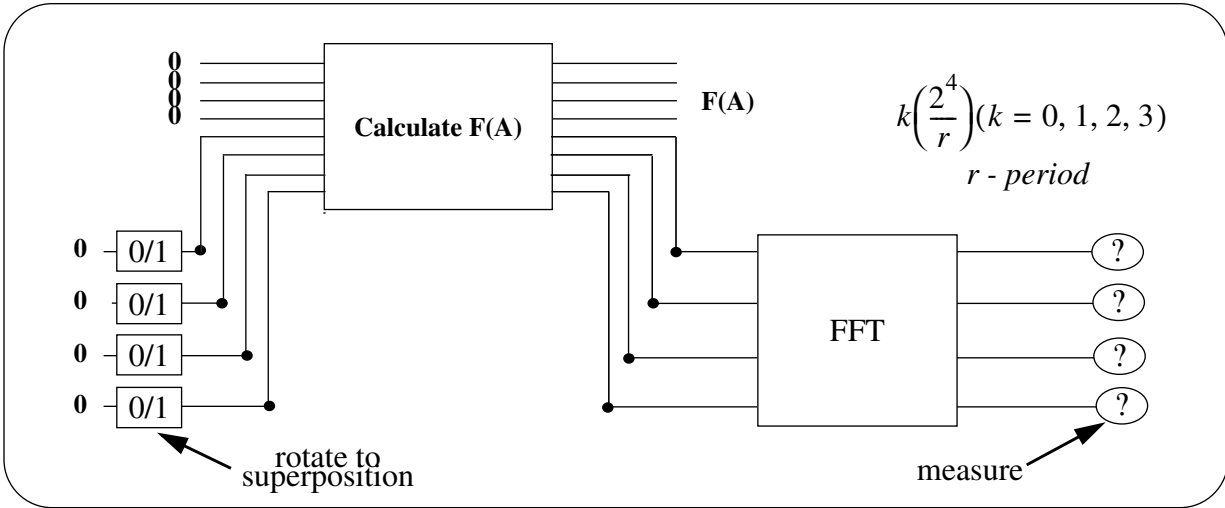 0
0
0
0
Calculate F(A)
F(A)
k(2^4/r)(k = 0, 1, 2, 3)
r - period
0 0/1
0 0/1
0 0/1
0 0/1
FFT
?
?
?
?
rotate to
superposition
measure